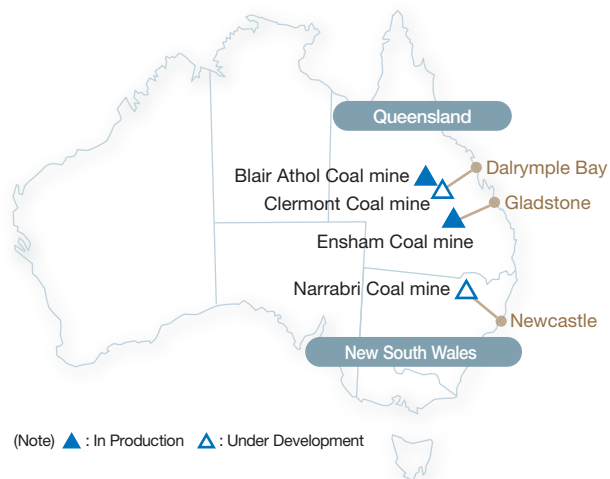 Queensland
Dalrymple Bay
Blair Athol Coal mine
Clermont Coal mine
Gladstone
Ensham Coal mine
Narrabri Coal mine
Newcastle
New South Wales
(Note) ▲ : In Production △ : Under Development